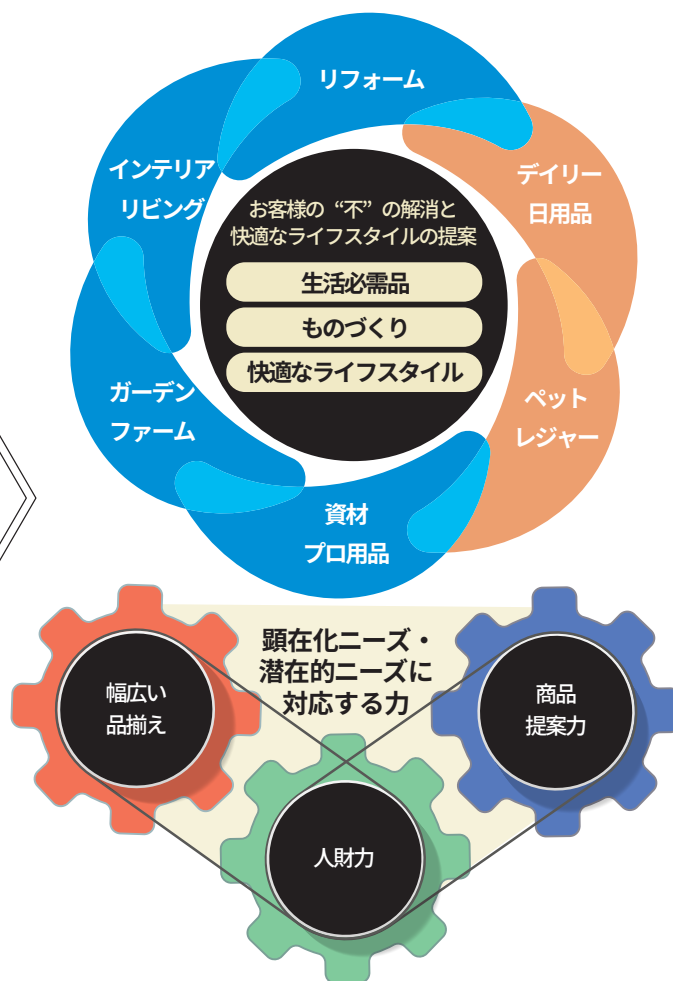 リフォーム
インテリア
リビング
デイリー
日用品
お客様の“不”の解消と
快適なライフスタイルの提案
生活必需品
ものづくり
快適なライフスタイル
ガーデン
ファーム
ペット
レジャー
資材
プロ用品
顕在化ニーズ・
潜在的ニーズに
対応する力
幅広い
品揃え
商品
提案力
人財力